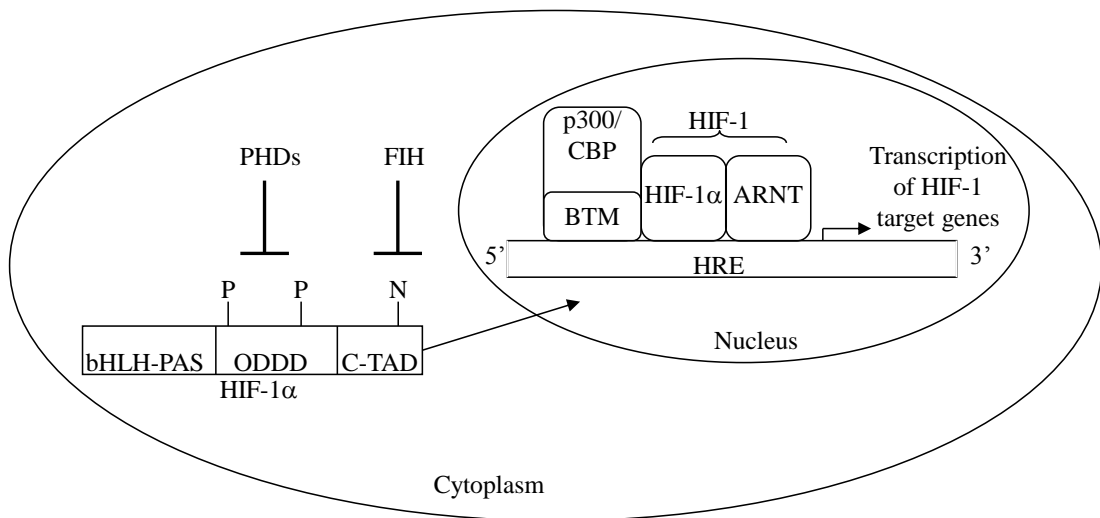 p300/
CBP
HIF-1
PHDs
FIH
Transcription
of HIF-1
target genes
BTM
HIF-1α
ARNT
5’
HRE
3’
P
P
N
Nucleus
bHLH-PAS
ODDD
C-TAD
HIF-1α
Cytoplasm